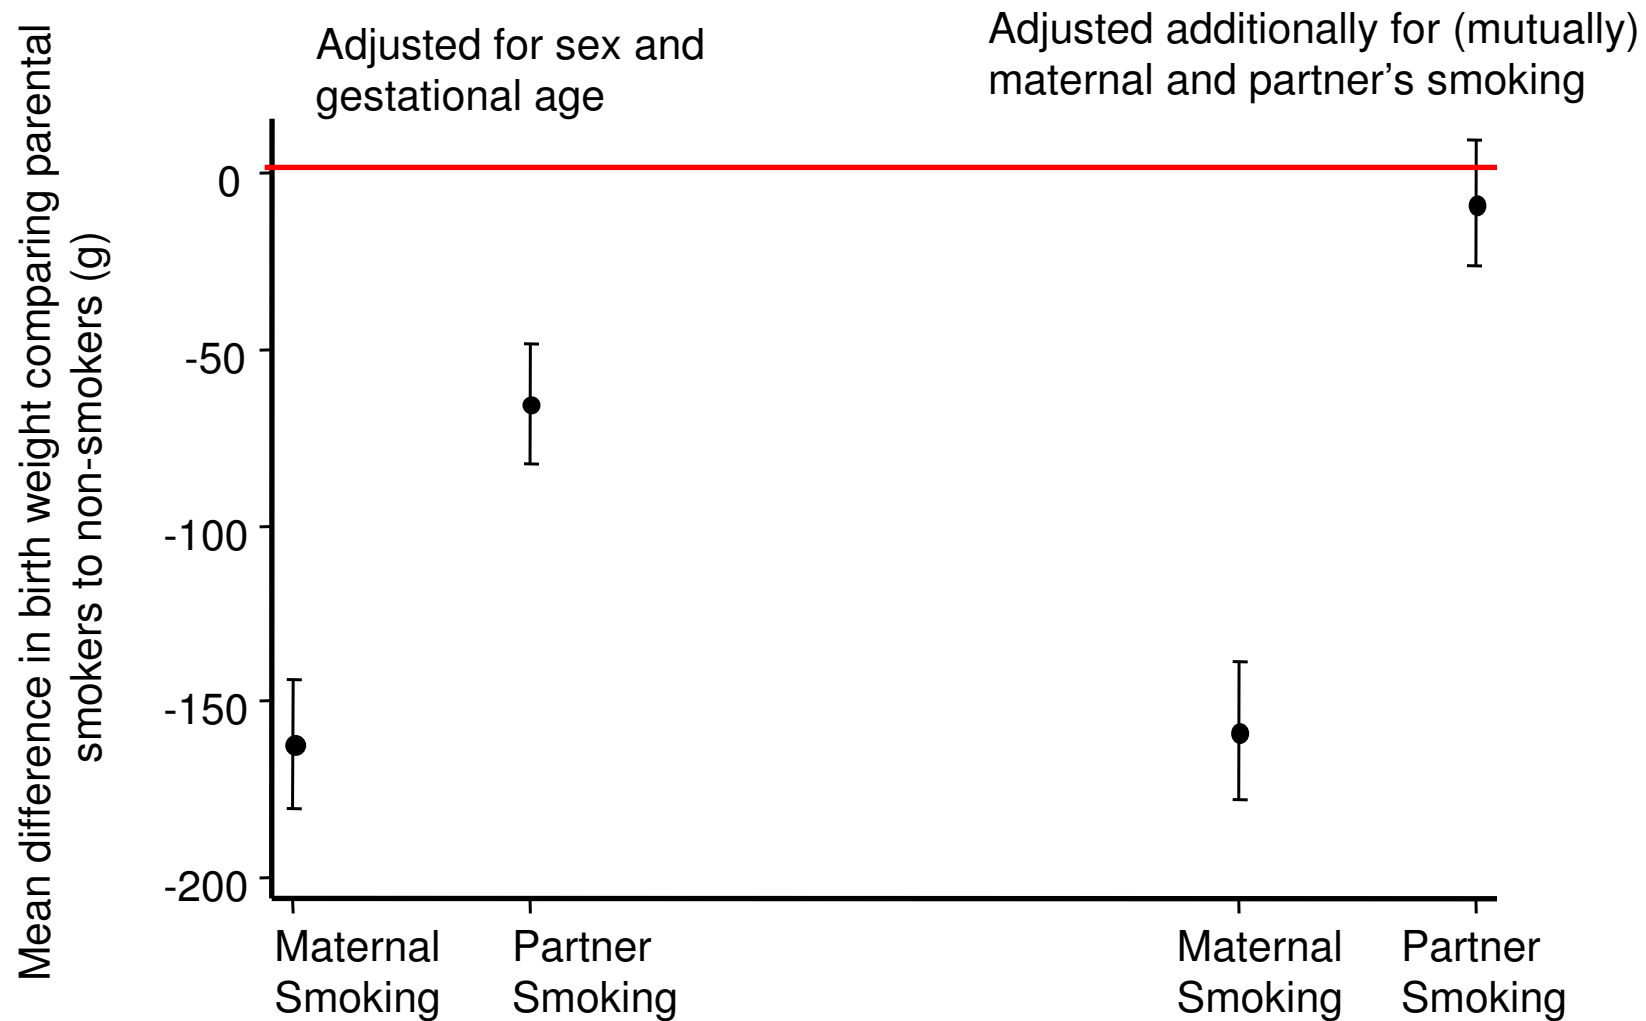 Mean difference in birth weight comparing parental
smokers to non-smokers (g)
Adjusted for sex and
gestational age
Adjusted additionally for (mutually)
maternal and partner’s smoking
0
-50
-100
-150
-200
Maternal
Smoking
Partner
Smoking
Maternal
Smoking
Partner
Smoking